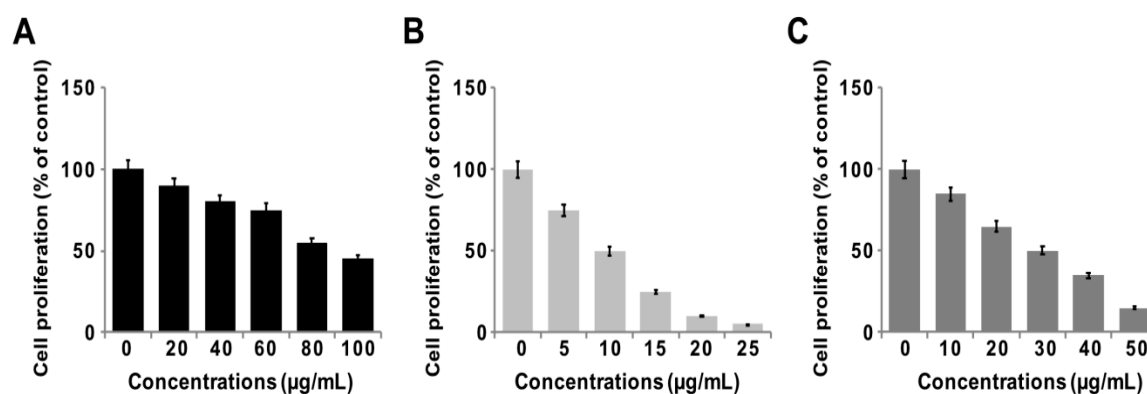 A
B
C
Cell proliferation (% of control)
150
100
50
0
0 20 40 60 80 100
Concentrations (µg/mL)
Cell proliferation (% of control)
150
100
50
0
0 5 10 15 20 25
Concentrations (µg/mL)
Cell proliferation (% of control)
150
100
50
0
0 10 20 30 40 50
Concentrations (µg/mL)